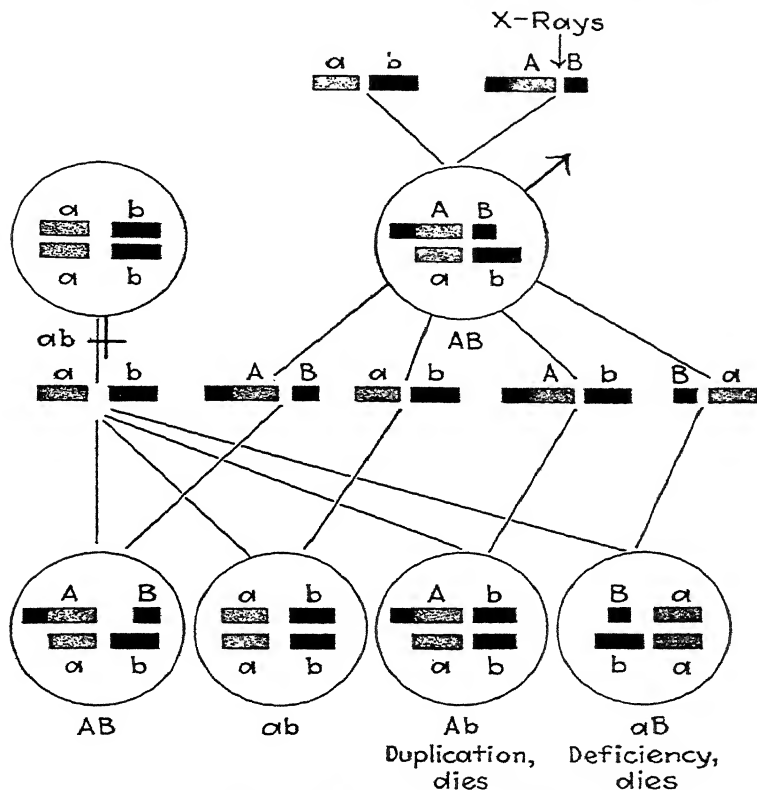 X-Rays
a b A B
a b
a b
A B
a b
ab
AB
a b A B a b A b B a
A B
a b
a b
a b
A b
a b
B a
b a
AB
ab
Ab
Duplication,
dies
aB
Deficiency,
dies